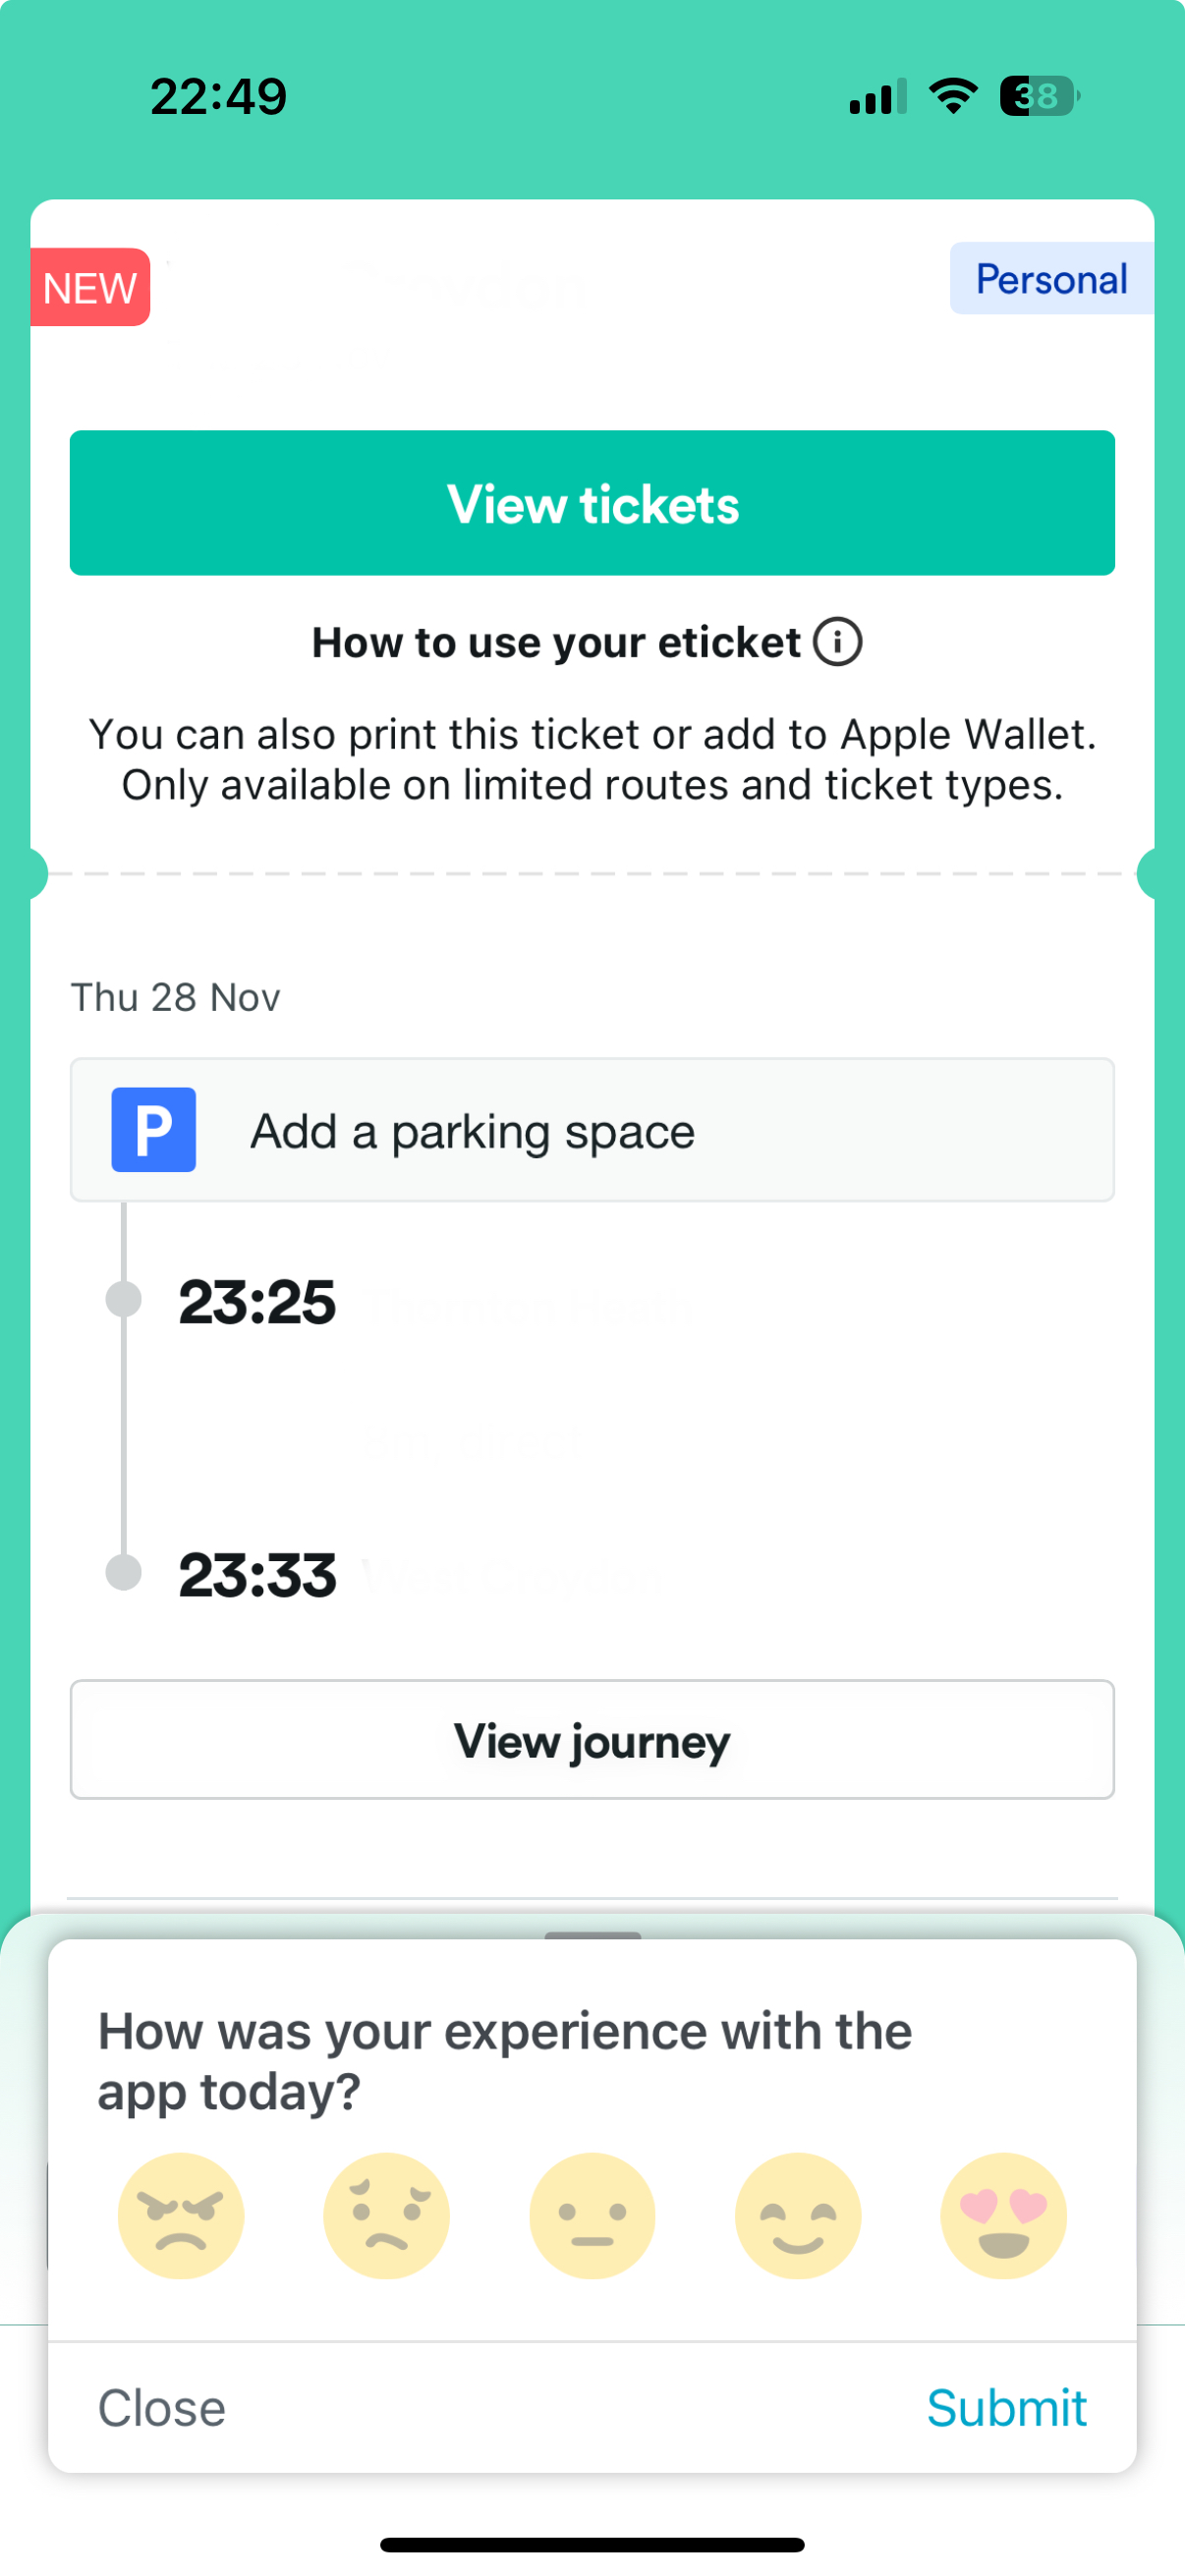 22:49
38
NEW
Personal
View tickets
How to use your eticket i
You can also print this ticket or add to Apple Wallet.
Only available on limited routes and ticket types.
Thu 28 Nov
P Add a parking space
23:25
23:33
View journey
How was your experience with the
app today?
Close
Submit